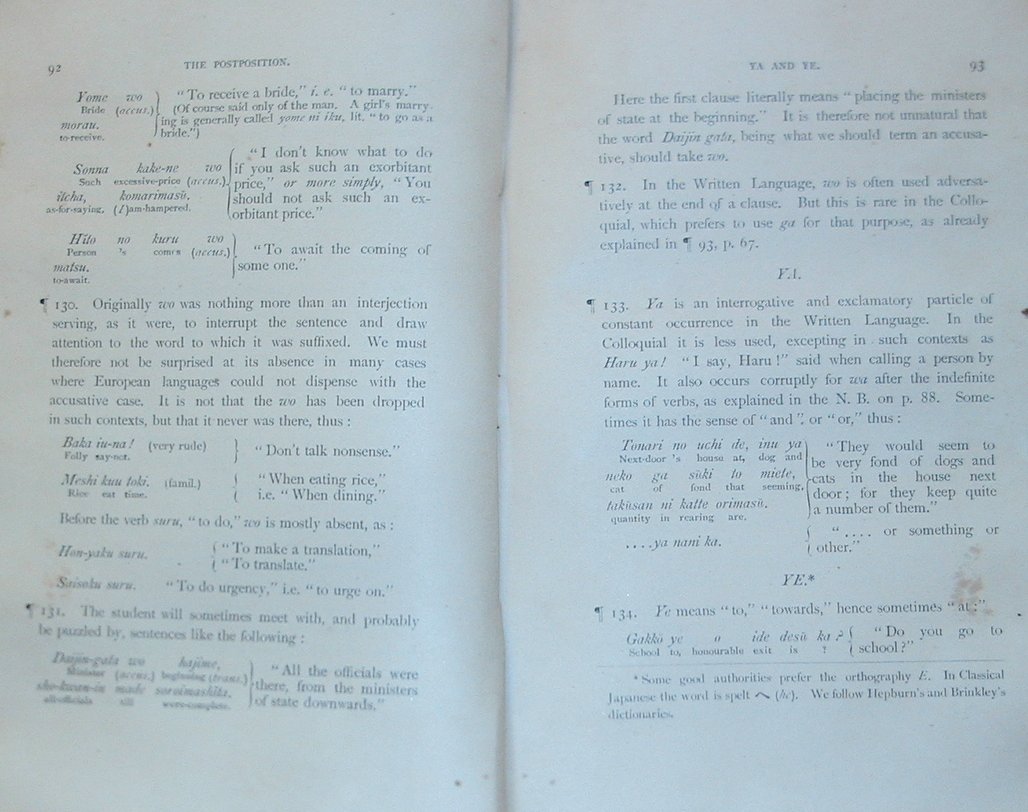 92 THE POSTPOSITION.
Yome wo } "To receive a bride," i. e. "to marry."
Bride (accus.) (Of course said only of the man. A girl's marry-
morau. ing is generally called yome ni iku, lit. "to go as a
to-receive. bride.")
"I don't know what to do
Sonna kake-ne wo if you ask such an exorbitant
Such excessive-price (accus.) price," or more simply, "You
itcha, komarimasŭ. should not ask such an ex-
as-for-saying, (I)am-hampered. orbitant price."
Hĭto no kuru wo
Person 's comes (accus.) "To await the coming of
matsu. some one."
to-await.
¶ 130. Originally wo was nothing more than an interjection
serving, as it were, to interrupt the sentence and draw
attention to the word to which it was suffixed. We must
therefore not be surprised at its absence in many cases
where European languages could not dispense with the
accusative case. It is not that the wo has been dropped
in such contexts, but that it never was there, thus :
Baka iu-na! (very rude) } "Don't talk nonsense."
Folly say-not.
Meshi kuu toki. (famil.) { "When eating rice,"
Rice eat time. i.e. "When dining."
Before the verb suru, "to do," wo is mostly absent, as :
Hon-yaku suru. { "To make a translation,"
"To translate."
Saisoku suru. "To do urgency," i.e. "to urge on."
¶ 131. The student will sometimes meet with, and probably
be puzzled by, sentences like the following :
Daijin-gata wo hajime, "All the officials were
Minister (accus.) beginning (trans.) there, from the ministers
sho-kwan-in made soroimashĭta. of state downwards."
all-officials till were-complete.
YA AND YE. 93
Here the first clause literally means "placing the ministers
of state at the beginning." It is therefore not unnatural that
the word Daijin gata, being what we should term an accusa-
tive, should take wo.
¶ 132. In the Written Language, wo is often used adversa-
tively at the end of a clause. But this is rare in the Collo-
quial, which prefers to use ga for that purpose, as already
explained in ¶ 93, p. 67.
YA.
¶ 133. Ya is an interrogative and exclamatory particle of
constant occurrence in the Written Language. In the
Colloquial it is less used, excepting in such contexts as
Haru ya! "I say, Haru!" said when calling a person by
name. It also occurs corruptly for wa after the indefinite
forms of verbs, as explained in the N. B. on p. 88. Some-
times it has the sense of "and", or "or," thus :
Tonari no uchi de, inu ya "They would seem to
Next-door 's house at, dog and be very fond of dogs and
neko ga sŭki to miete, cats in the house next
cat of fond that seeming, door; for they keep quite
takŭsan ni katte orimasŭ. a number of them."
quantity in rearing are.
....ya nani ka. { ".... or something or
other."
YE.*
¶ 134. Ye means "to," "towards," hence sometimes "at:"
Gakkō ye o ide desŭ ka? { "Do you go to
School to, honourable exit is ? school?"
*Some good authorities prefer the orthography E. In Classical
Japanese the word is spelt へ (he). We follow Hepburn's and Brinkley's
dictionaries.